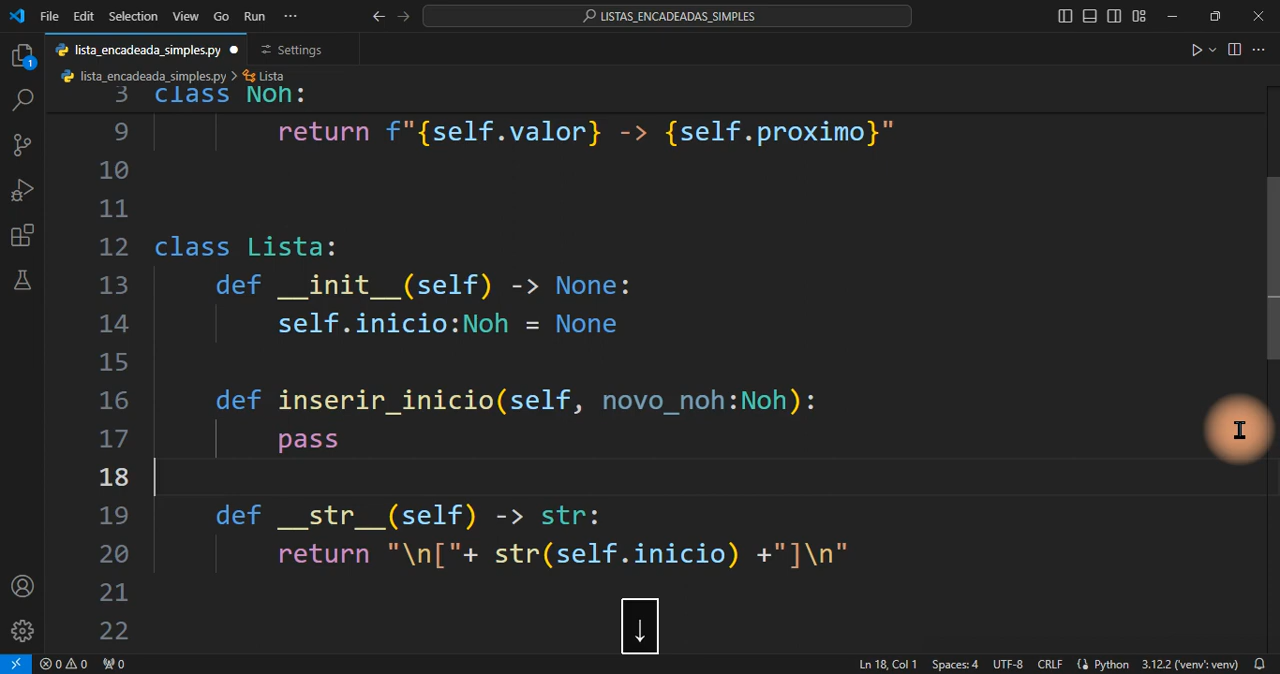 File Edit Selection View Go Run ··· ← → LISTAS_ENCADEADAS_SIMPLES
lista_encadeada_simples.py ● Settings
lista_encadeada_simples.py > Lista
3 class Noh:
9 return f"{self.valor} -> {self.proximo}"
10
11
12 class Lista:
13 def __init__(self) -> None:
14 self.inicio:Noh = None
15
16 def inserir_inicio(self, novo_noh:Noh):
17 pass
18
19 def __str__(self) -> str:
20 return "\n["+ str(self.inicio) +"]\n"
21
22
↓
0 0 0 Ln 18, Col 1 Spaces: 4 UTF-8 CRLF Python 3.12.2 ('venv': venv)
1